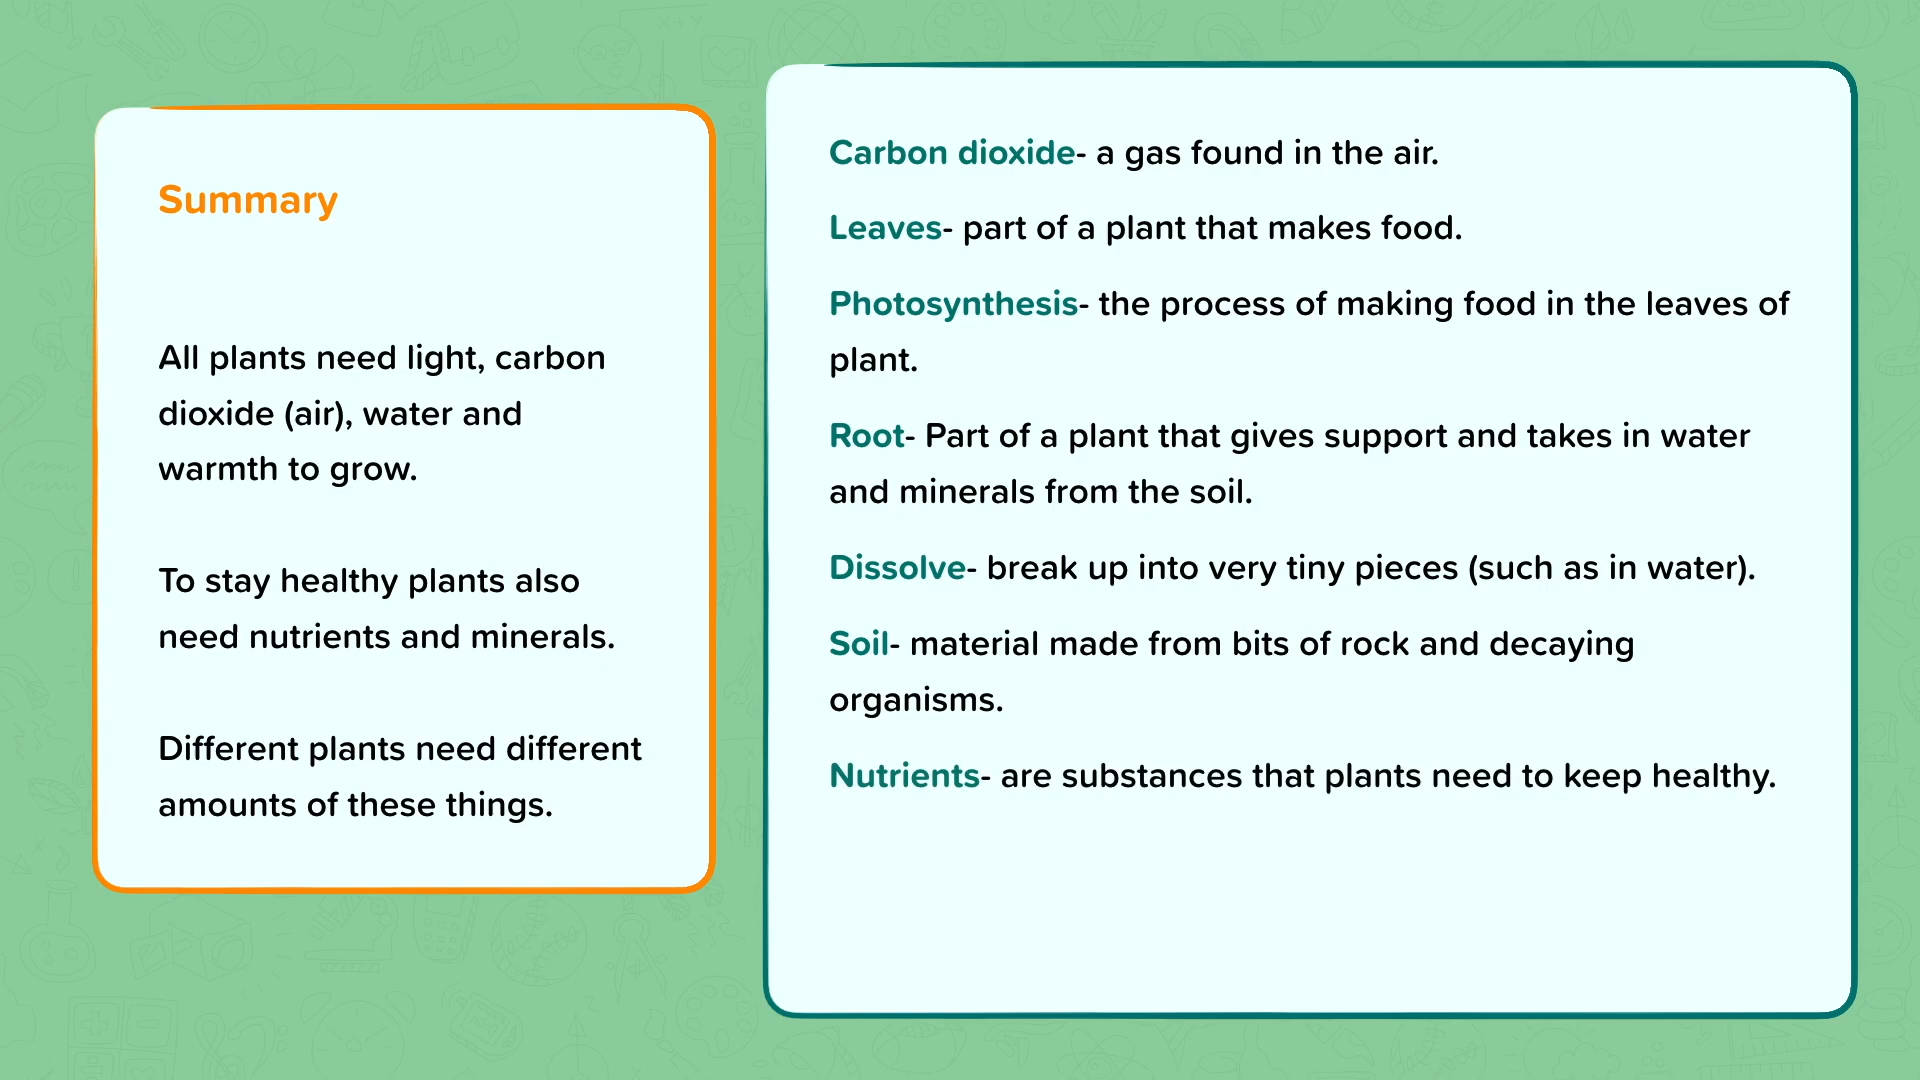 Summary
All plants need light, carbon
dioxide (air), water and
warmth to grow.
To stay healthy plants also
need nutrients and minerals.
Different plants need different
amounts of these things.
Carbon dioxide- a gas found in the air.
Leaves- part of a plant that makes food.
Photosynthesis- the process of making food in the leaves of
plant.
Root- Part of a plant that gives support and takes in water
and minerals from the soil.
Dissolve- break up into very tiny pieces (such as in water).
Soil- material made from bits of rock and decaying
organisms.
Nutrients- are substances that plants need to keep healthy.